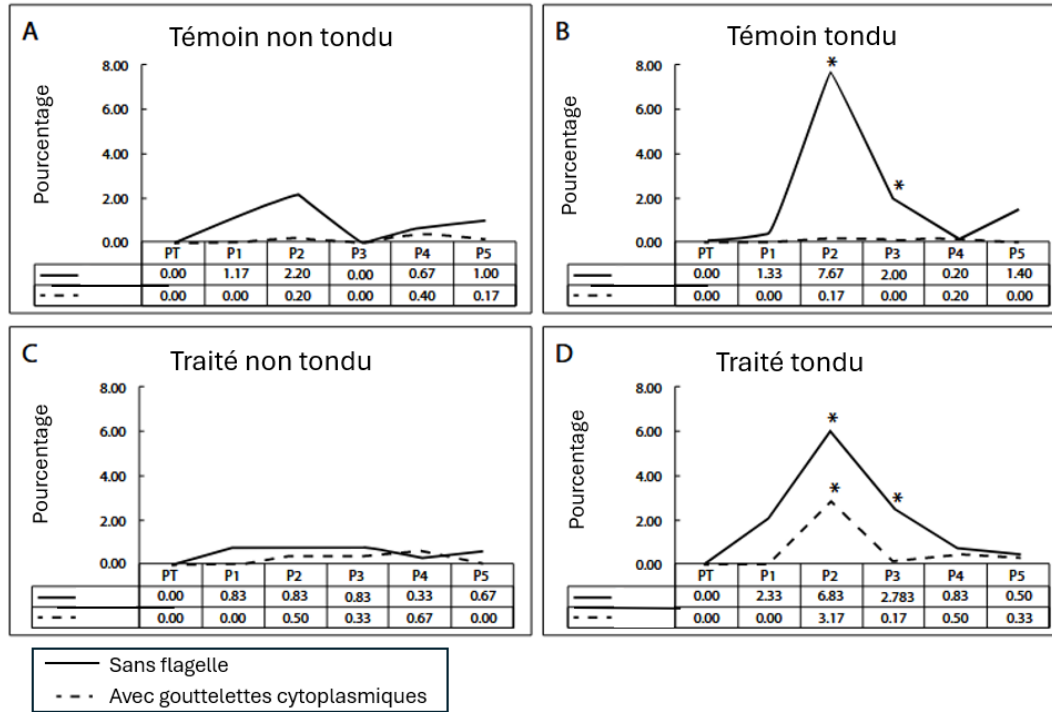 A
Témoin non tondu
Pourcentage
8.00
6.00
4.00
2.00
0.00
PT P1 P2 P3 P4 P5
0.00 1.17 2.20 0.00 0.67 1.00
0.00 0.00 0.20 0.00 0.40 0.17
B
Témoin tondu
Pourcentage
8.00
6.00
4.00
2.00
0.00
*
*
PT P1 P2 P3 P4 P5
0.00 1.33 7.67 2.00 0.20 1.40
0.00 0.00 0.17 0.00 0.20 0.00
C
Traité non tondu
Pourcentage
8.00
6.00
4.00
2.00
0.00
PT P1 P2 P3 P4 P5
0.00 0.83 0.83 0.83 0.33 0.67
0.00 0.00 0.50 0.33 0.67 0.00
D
Traité tondu
Pourcentage
8.00
6.00
4.00
2.00
0.00
*
*
*
PT P1 P2 P3 P4 P5
0.00 2.33 6.83 2.783 0.83 0.50
0.00 0.00 3.17 0.17 0.50 0.33
Sans flagelle
Avec gouttelettes cytoplasmiques